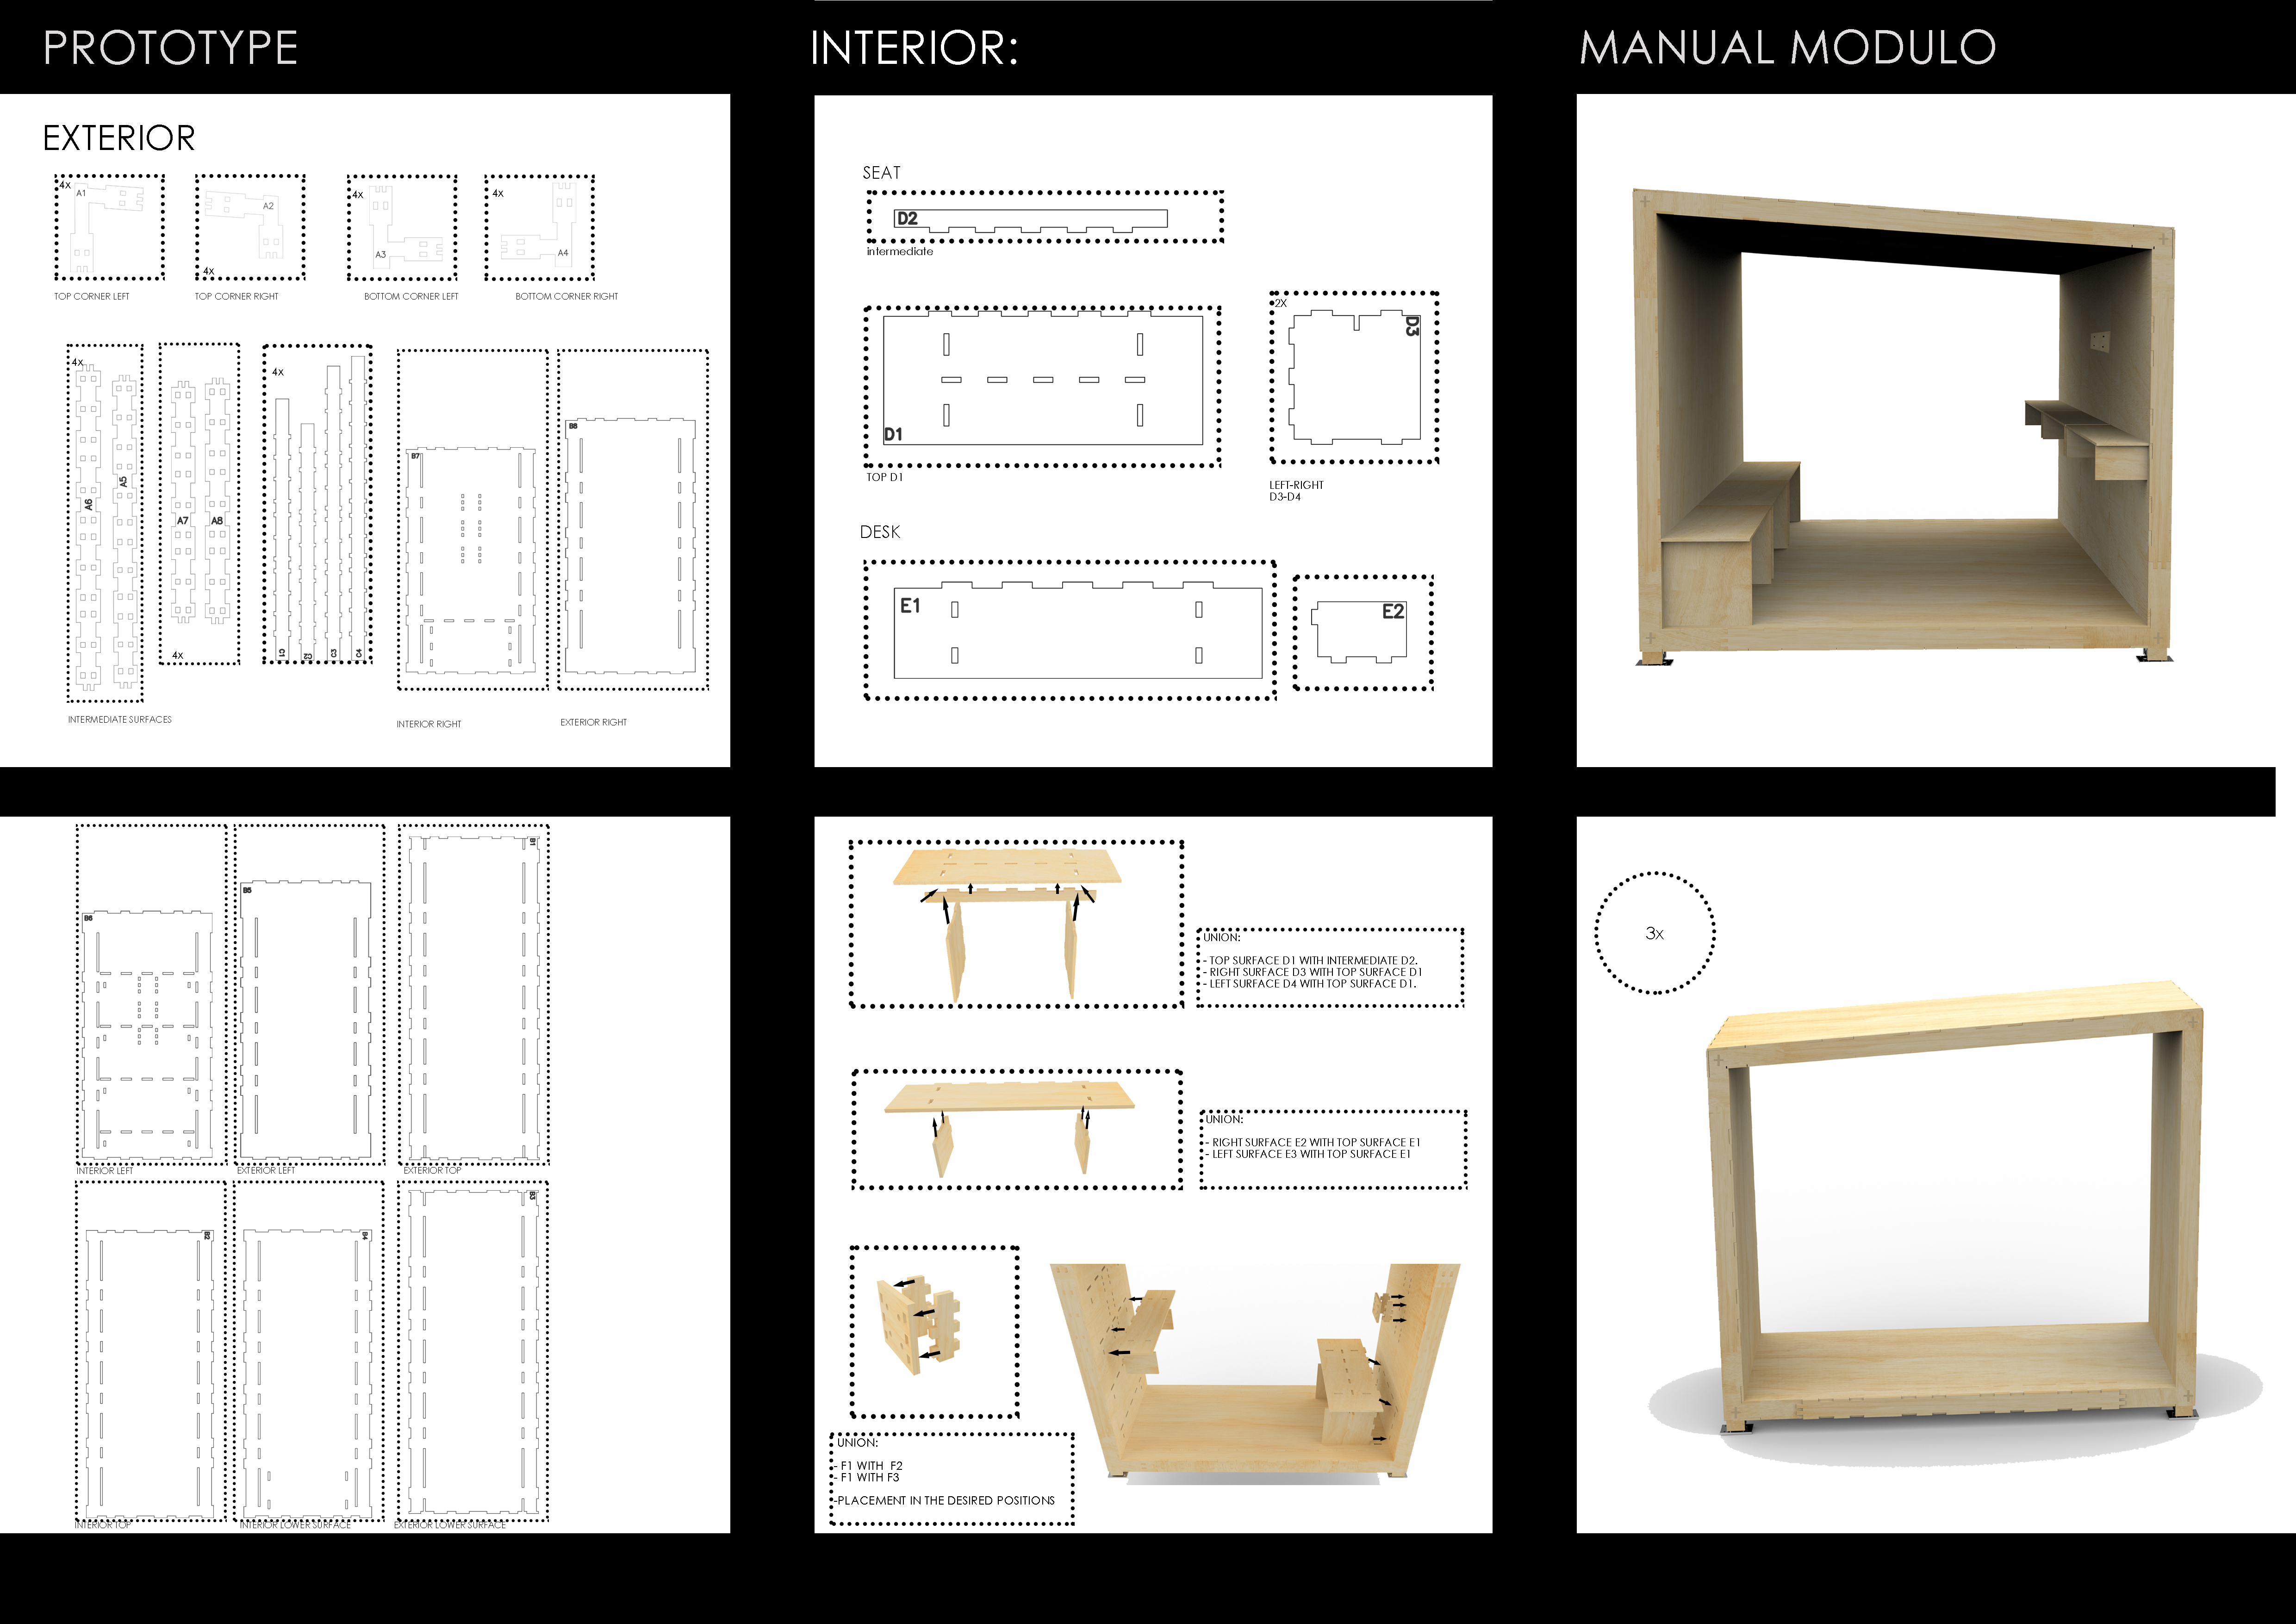 PROTOTYPE
INTERIOR:
MANUAL MODULO
EXTERIOR
4x
A1
A2
4x
4x
A3
4x
A4
TOP CORNER LEFT
TOP CORNER RIGHT
BOTTOM CORNER LEFT
BOTTOM CORNER RIGHT
4x
A6
A5
A7
A8
4x
4x
C1
C2
C3
C4
B7
B8
INTERMEDIATE SURFACES
INTERIOR RIGHT
EXTERIOR RIGHT
SEAT
D2
intermediate
D1
TOP D1
2X
D3
LEFT-RIGHT
D3-D4
DESK
E1
E2
B6
B5
B1
INTERIOR LEFT
EXTERIOR LEFT
EXTERIOR TOP
B2
B4
B3
INTERIOR TOP
INTERIOR LOWER SURFACE
EXTERIOR LOWER SURFACE
UNION:
- TOP SURFACE D1 WITH INTERMEDIATE D2.
- RIGHT SURFACE D3 WITH TOP SURFACE D1
- LEFT SURFACE D4 WITH TOP SURFACE D1.
UNION:
- RIGHT SURFACE E2 WITH TOP SURFACE E1
- LEFT SURFACE E3 WITH TOP SURFACE E1
UNION:
- F1 WITH F2
- F1 WITH F3
-PLACEMENT IN THE DESIRED POSITIONS
3x